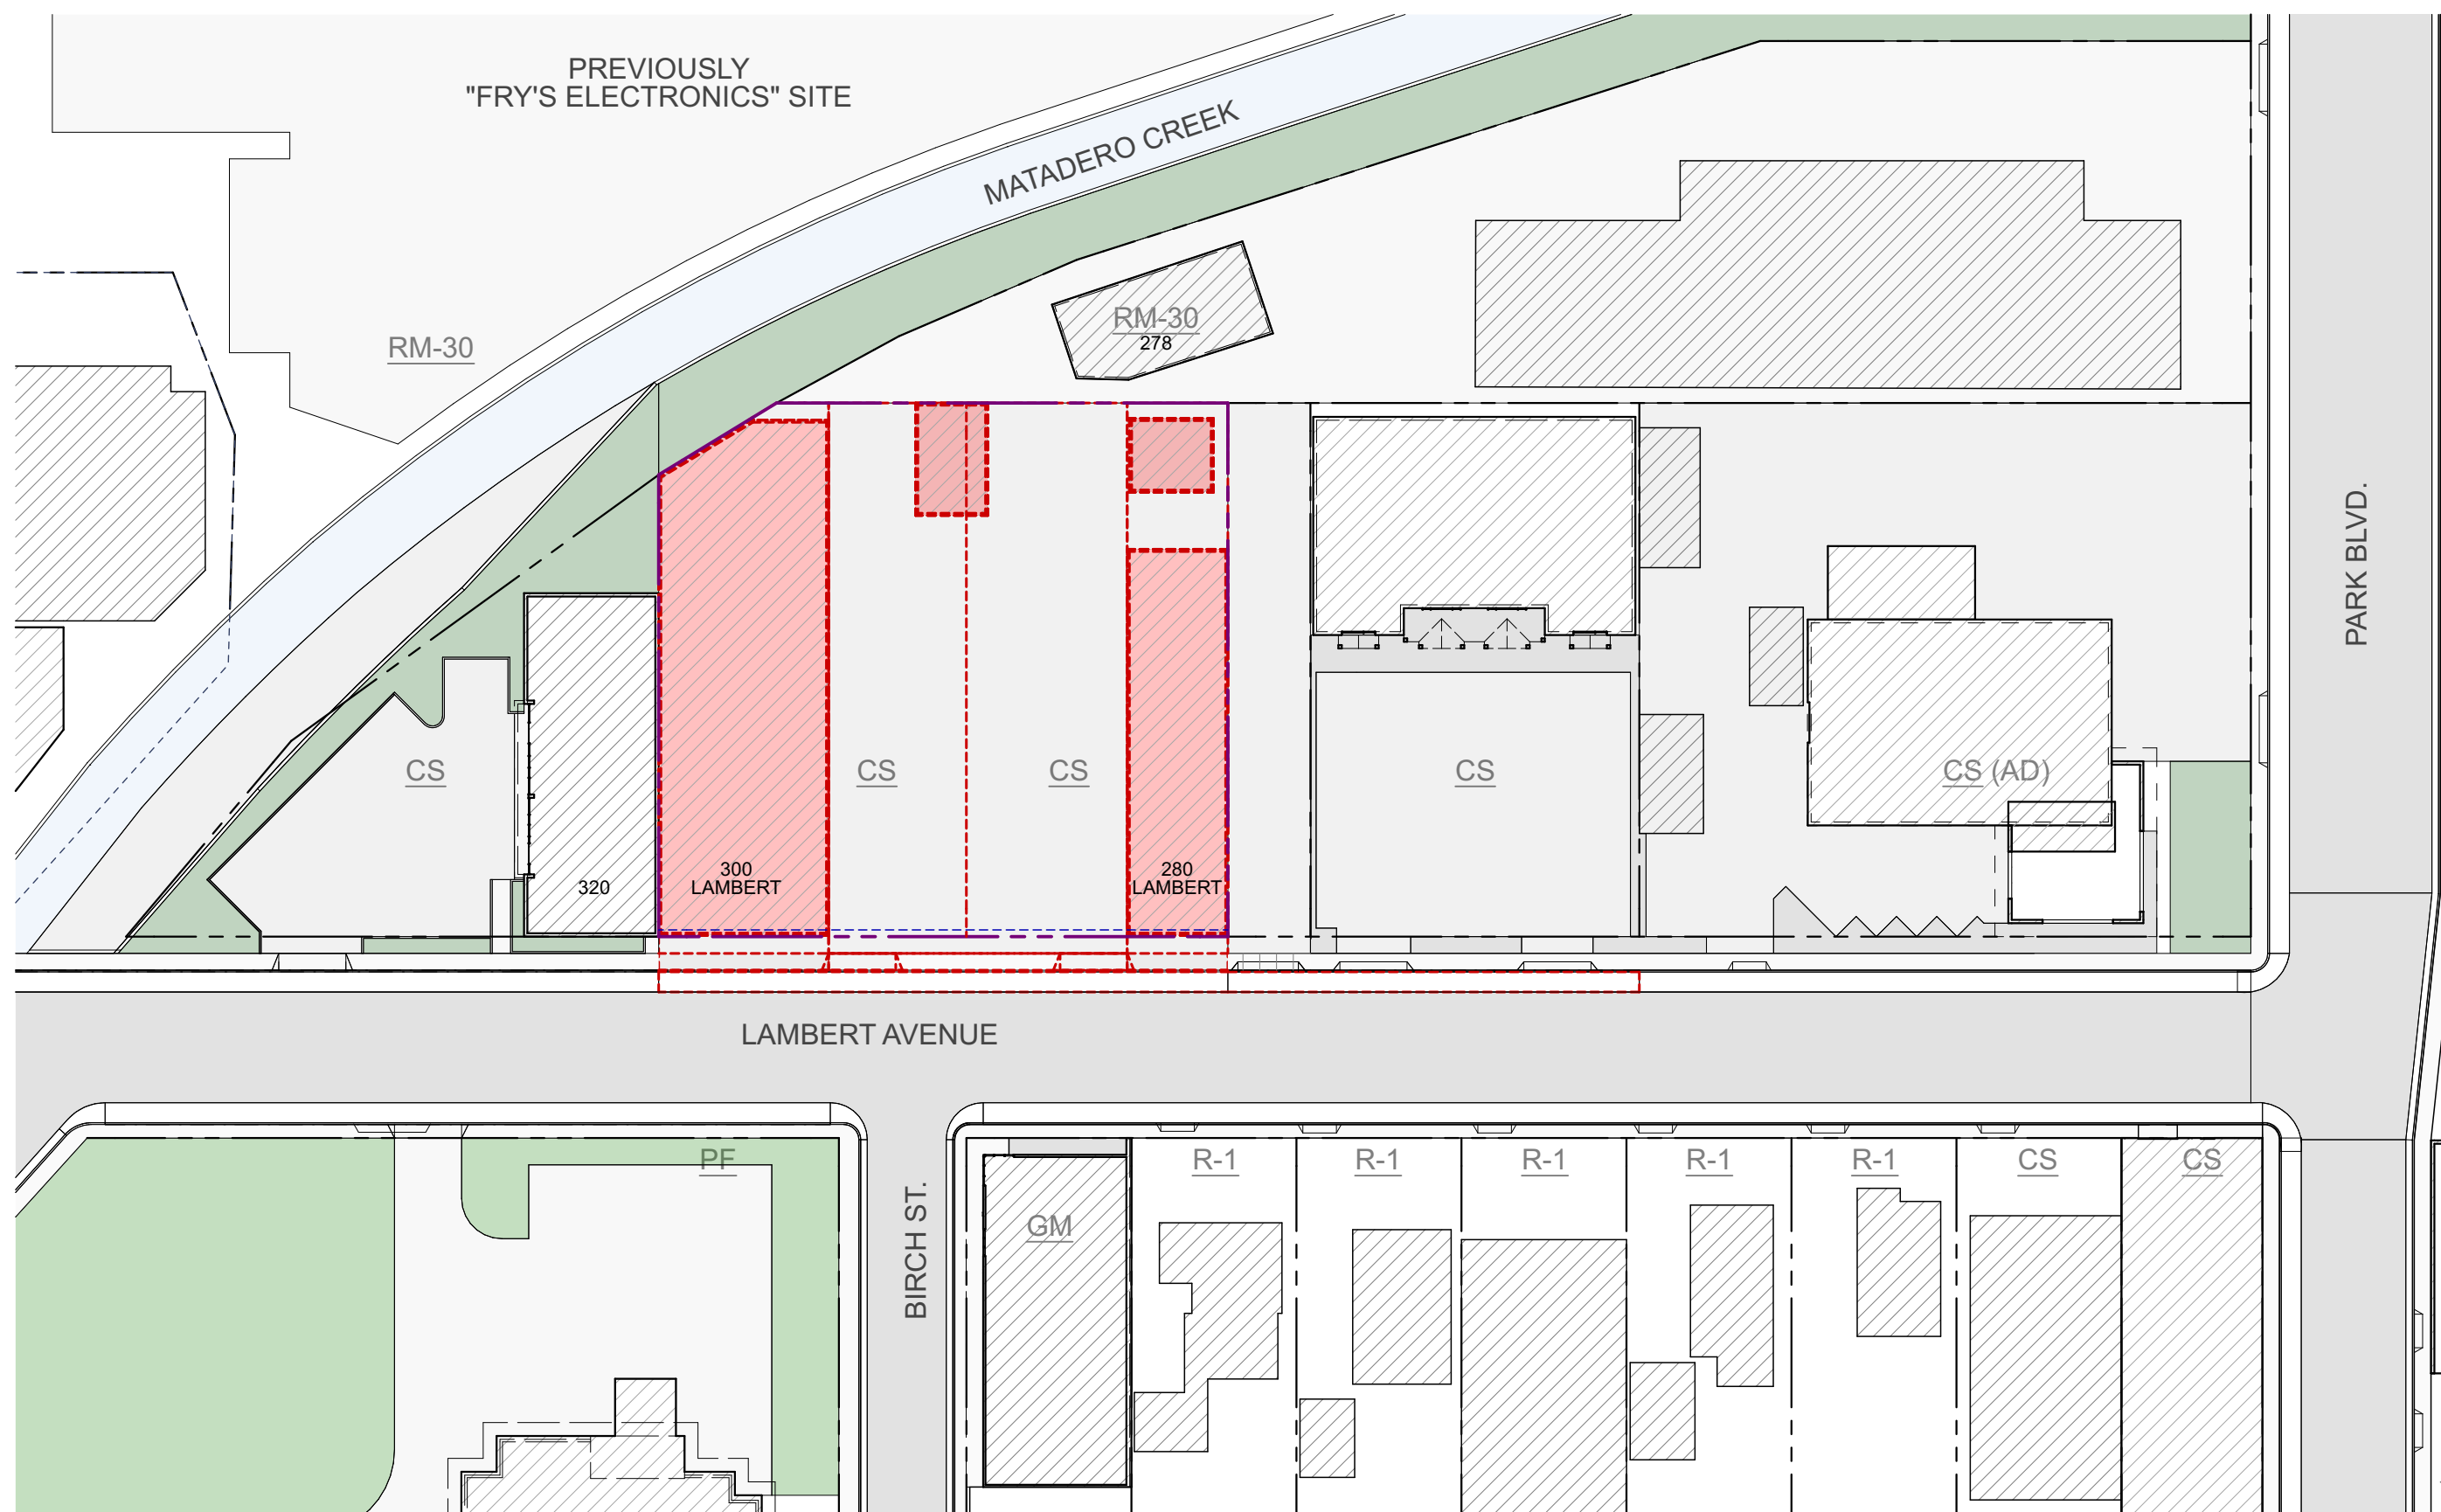 PREVIOUSLY
"FRY'S ELECTRONICS" SITE
MATADERO CREEK
RM-30
278
RM-30
PARK BLVD.
CS
CS
CS
CS
CS (AD)
300
LAMBERT
280
LAMBERT
320
LAMBERT AVENUE
PF
R-1
R-1
R-1
R-1
R-1
CS
CS
GM
BIRCH ST.